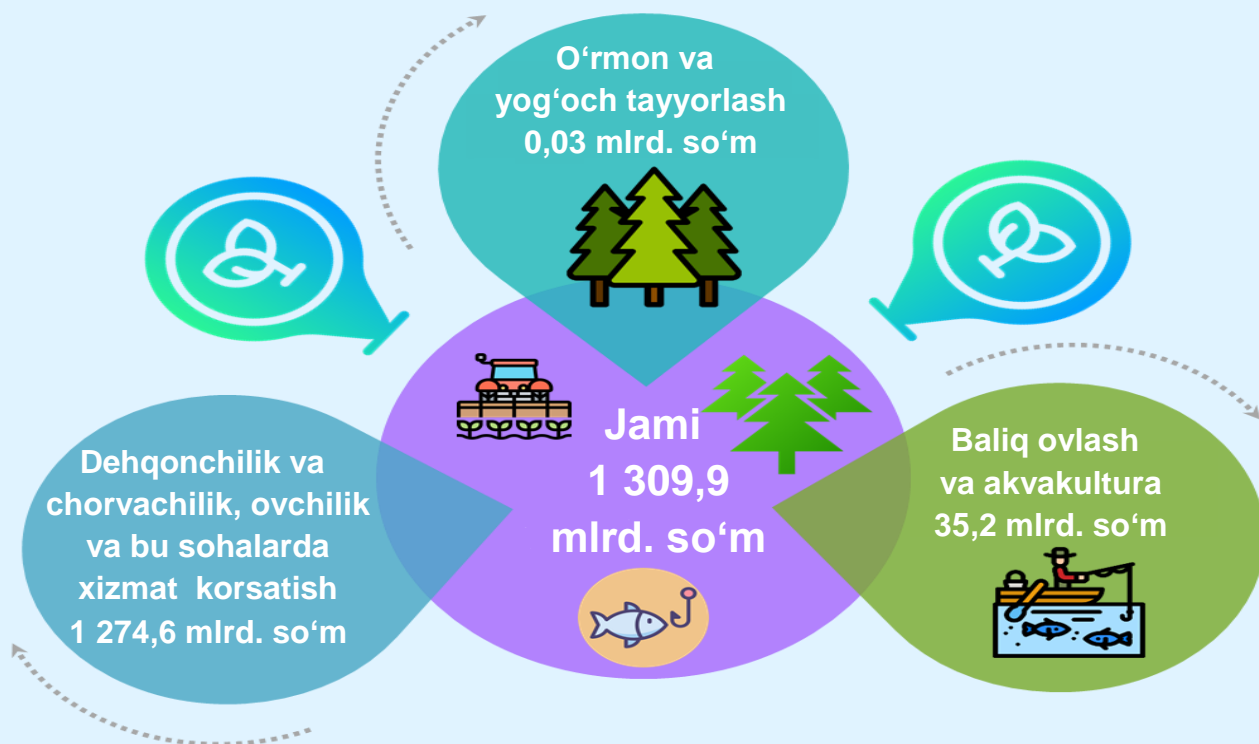 O‘rmon va
yog‘och tayyorlash
0,03 mlrd. so‘m
Jami
1 309,9
mlrd. so‘m
Dehqonchilik va
chorvachilik, ovchilik
va bu sohalarda
xizmat korsatish
1 274,6 mlrd. so‘m
Baliq ovlash
va akvakultura
35,2 mlrd. so‘m